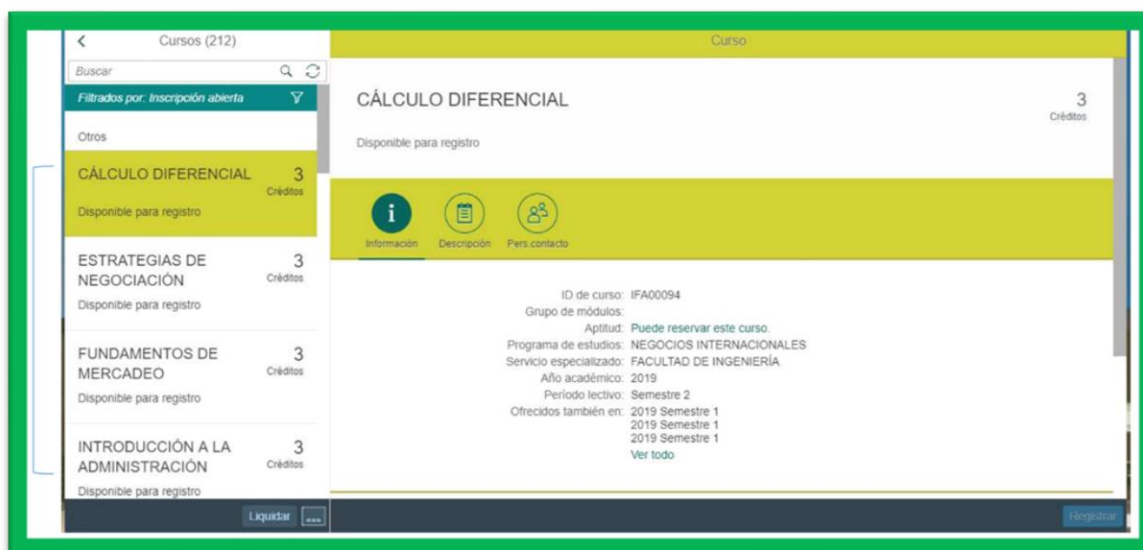 Cursos (212)
Buscar
Filtrados por: Inscripción abierta
Otros
CÁLCULO DIFERENCIAL 3
Créditos
Disponible para registro
ESTRATEGIAS DE 3
NEGOCIACIÓN Créditos
Disponible para registro
FUNDAMENTOS DE 3
MERCADEO Créditos
Disponible para registro
INTRODUCCIÓN A LA 3
ADMINISTRACIÓN Créditos
Disponible para registro
Liquidar ...
Curso
CÁLCULO DIFERENCIAL 3
Créditos
Disponible para registro
Información Descripción Pers.contacto
ID de curso: IFA00094
Grupo de módulos:
Aptitud: Puede reservar este curso.
Programa de estudios: NEGOCIOS INTERNACIONALES
Servicio especializado: FACULTAD DE INGENIERÍA
Año académico: 2019
Período lectivo: Semestre 2
Ofrecidos también en: 2019 Semestre 1
2019 Semestre 1
2019 Semestre 1
Ver todo
Registrar